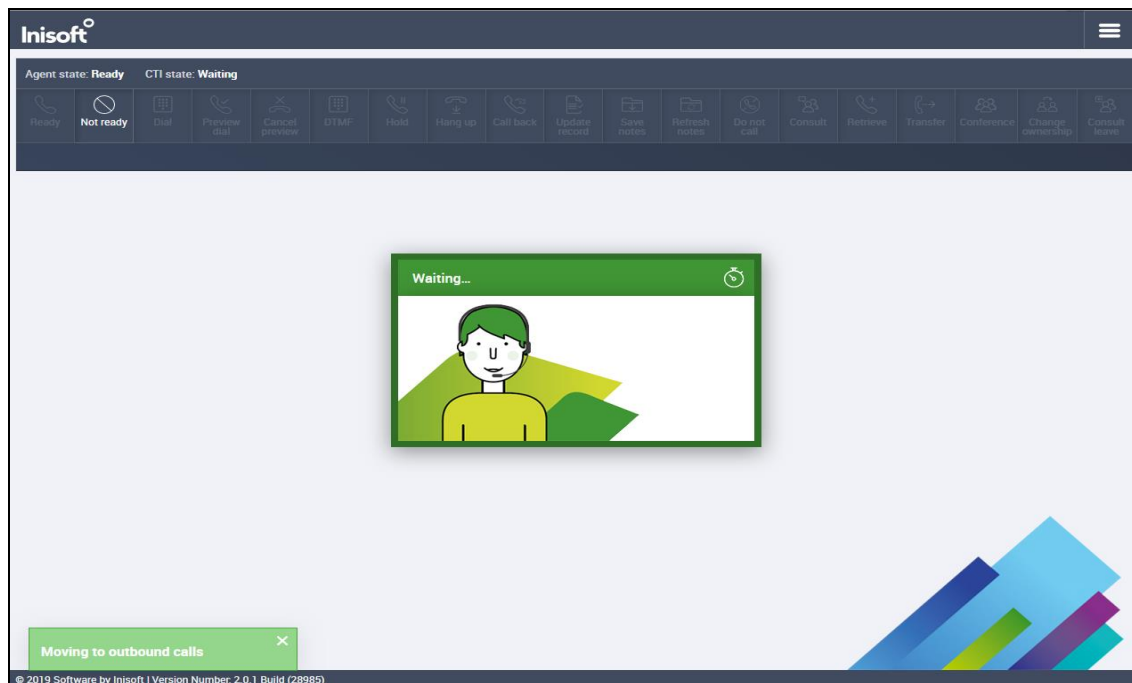 Inisoft
Agent state: Ready CTI state: Waiting
Ready Not ready Dial Preview dial Cancel preview DTMF Hold Hang up Call back Update record Save notes Refresh notes Do not call Consult Retrieve Transfer Conference Change ownership Consult leave
Waiting...
Moving to outbound calls
© 2019 Software by Inisoft | Version Number: 2.0.1 Build (28985)